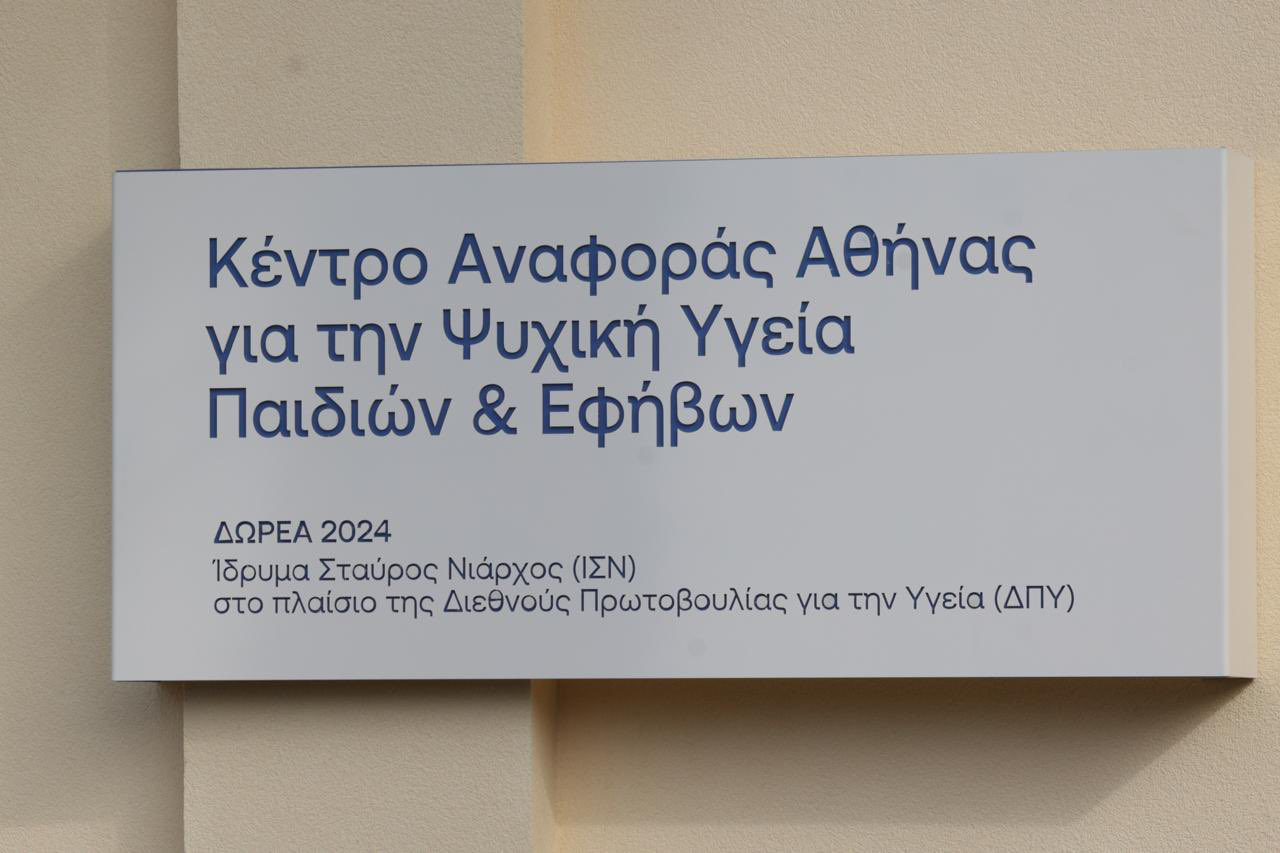 Κέντρο Αναφοράς Αθήνας
για την Ψυχική Υγεία
Παιδιών & Εφήβων
ΔΩΡΕΑ 2024
Ίδρυμα Σταύρος Νιάρχος (ΙΣΝ)
στο πλαίσιο της Διεθνούς Πρωτοβουλίας για την Υγεία (ΔΠΥ)